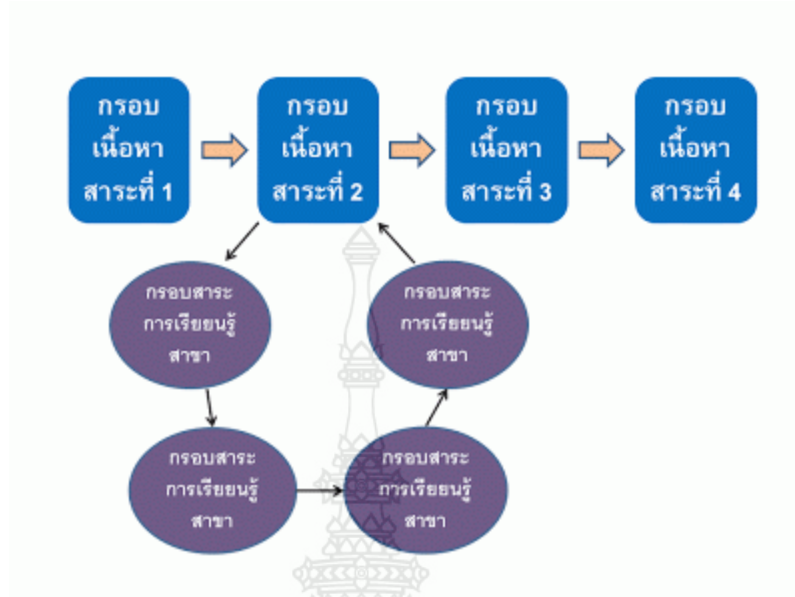 กรอบ
เนื้อหา
สาระที่ 1
กรอบ
เนื้อหา
สาระที่ 2
กรอบ
เนื้อหา
สาระที่ 3
กรอบ
เนื้อหา
สาระที่ 4
กรอบสาระ
การเรียยนรู้
สาขา
กรอบสาระ
การเรียยนรู้
สาขา
กรอบสาระ
การเรียยนรู้
สาขา
กรอบสาระ
การเรียยนรู้
สาขา